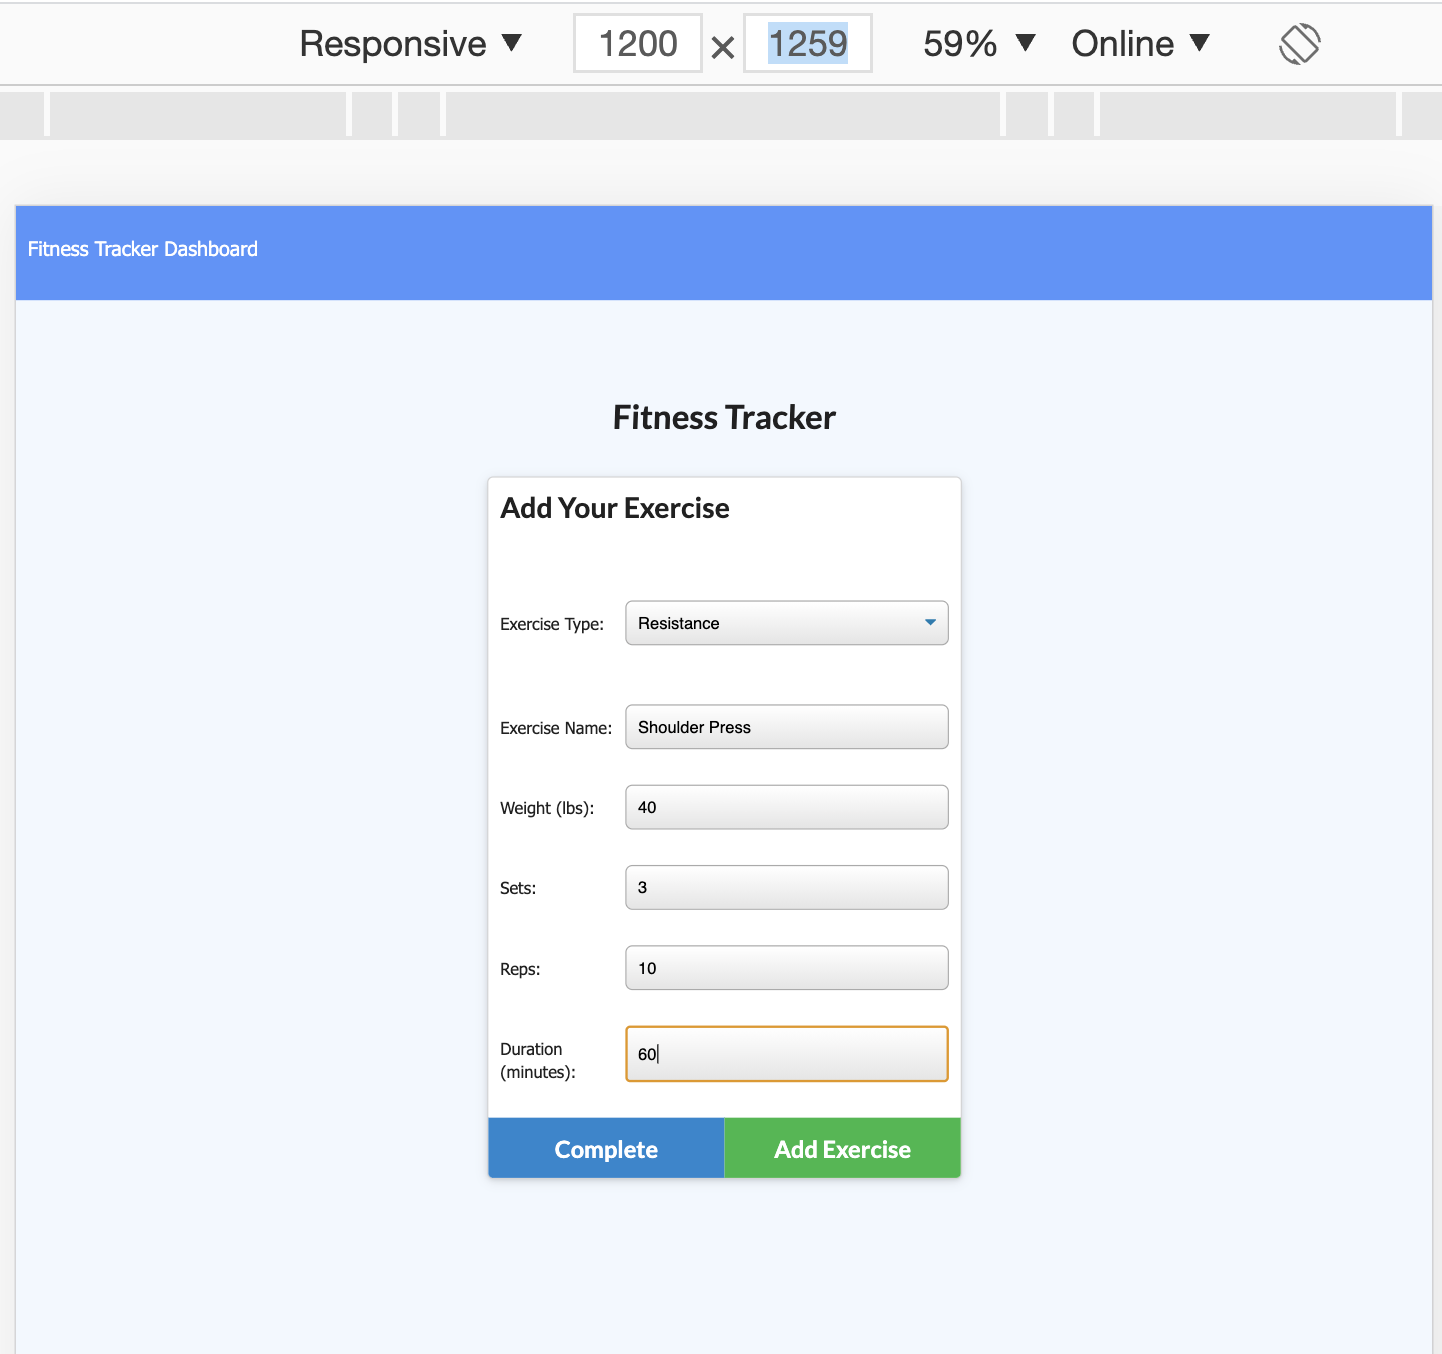 Responsive ▼ 1200 × 1259 59% ▼ Online ▼
Fitness Tracker Dashboard
Fitness Tracker
Add Your Exercise
Exercise Type: Resistance
Exercise Name: Shoulder Press
Weight (lbs): 40
Sets: 3
Reps: 10
Duration
(minutes): 60
Complete Add Exercise